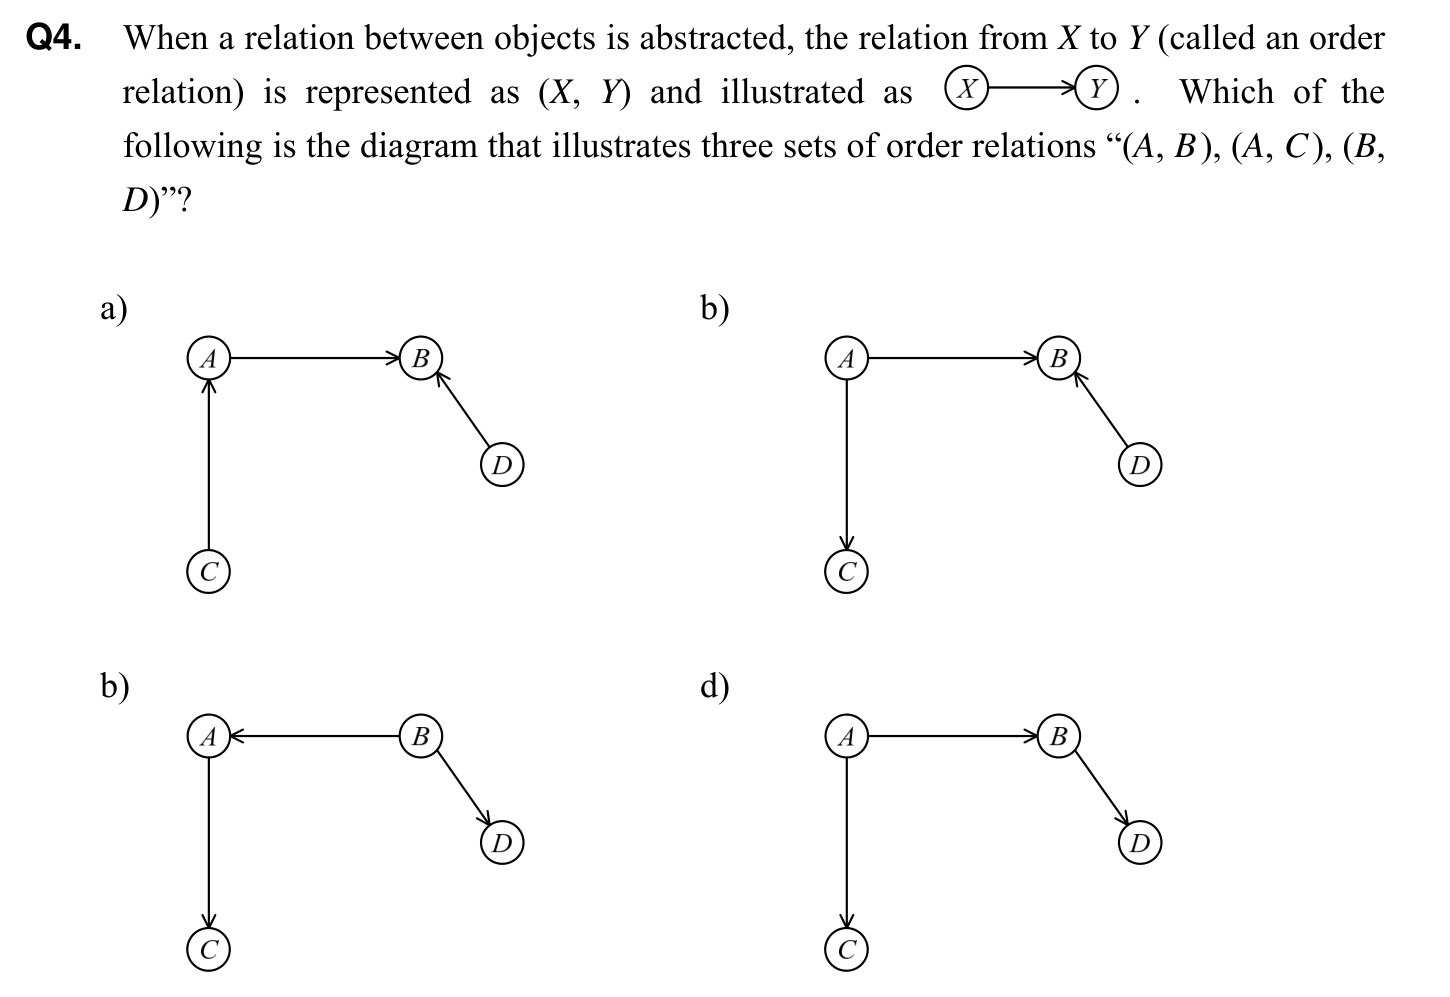 Q4. When a relation between objects is abstracted, the relation from X to Y (called an order
relation) is represented as (X, Y) and illustrated as X Y . Which of the
following is the diagram that illustrates three sets of order relations “(A, B), (A, C), (B,
D)”?
a)
A B
D
C
b)
A B
D
C
b)
A B
D
C
d)
A B
D
C